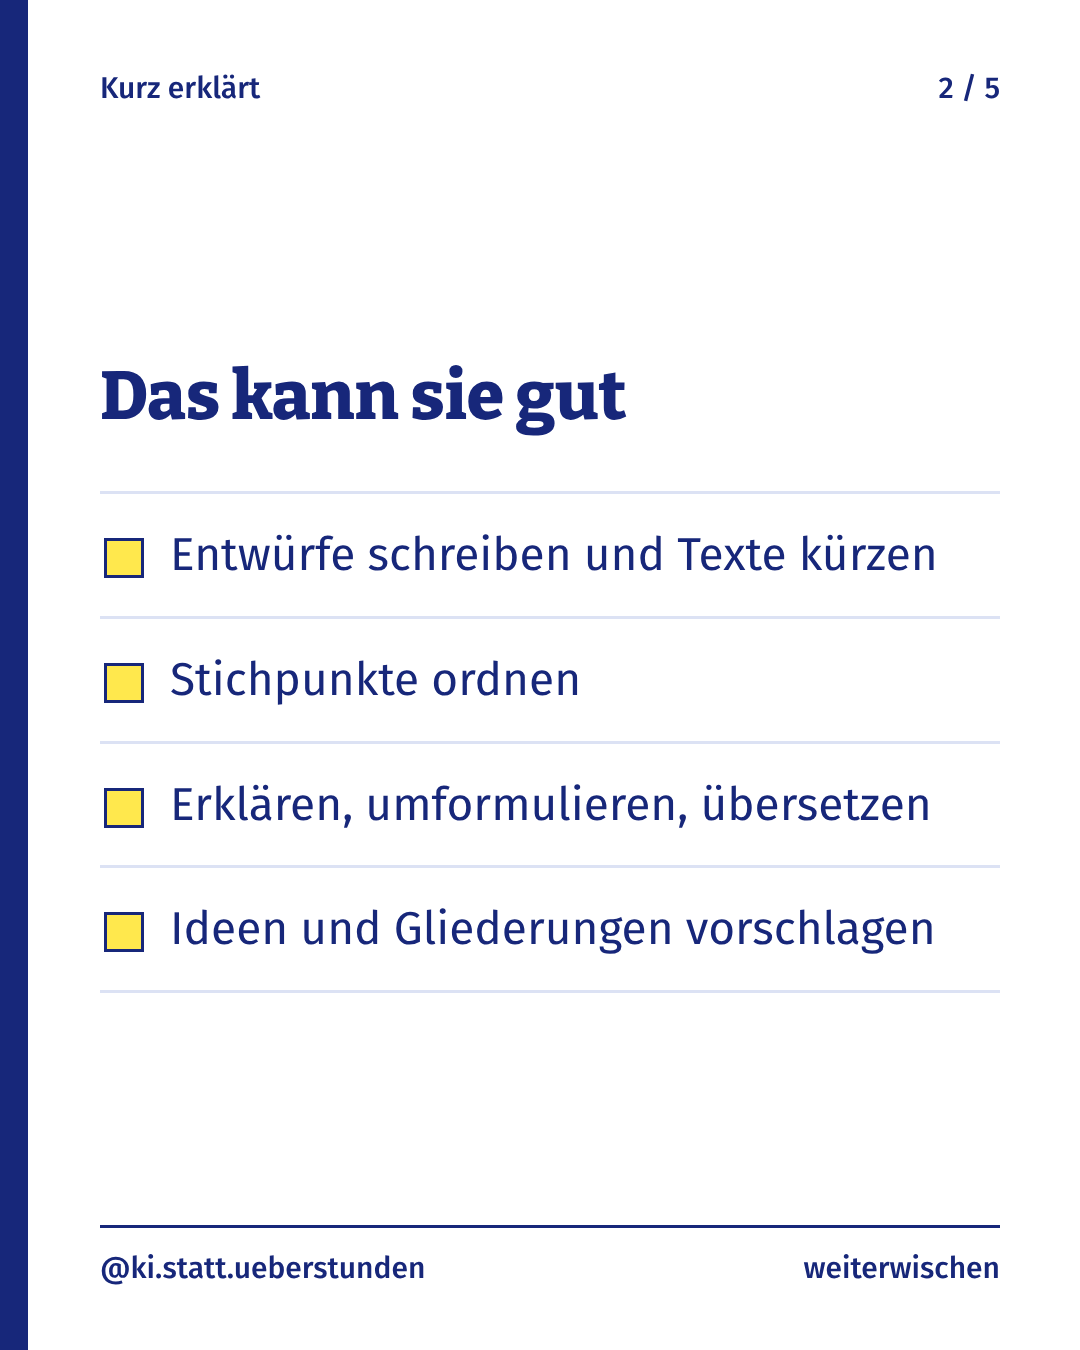 Kurz erklärt
2 / 5
Das kann sie gut
Entwürfe schreiben und Texte kürzen
Stichpunkte ordnen
Erklären, umformulieren, übersetzen
Ideen und Gliederungen vorschlagen
@ki.statt.ueberstunden
weiterwischen